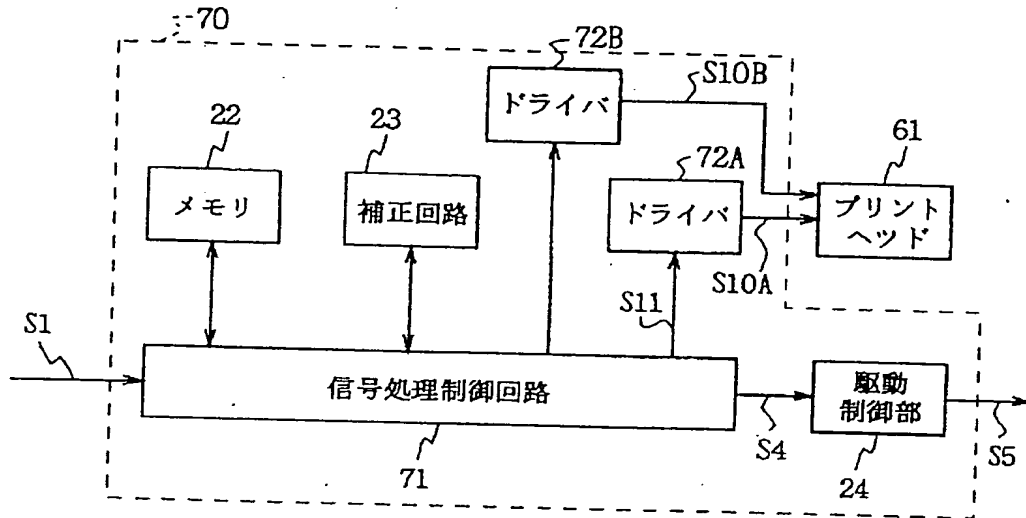 70
72B
ドライバ
S10B
22
メモリ
23
補正回路
72A
ドライバ
61
プリント
ヘッド
S10A
S11
S1
信号処理制御回路
71
S4
駆動
制御部
24
S5